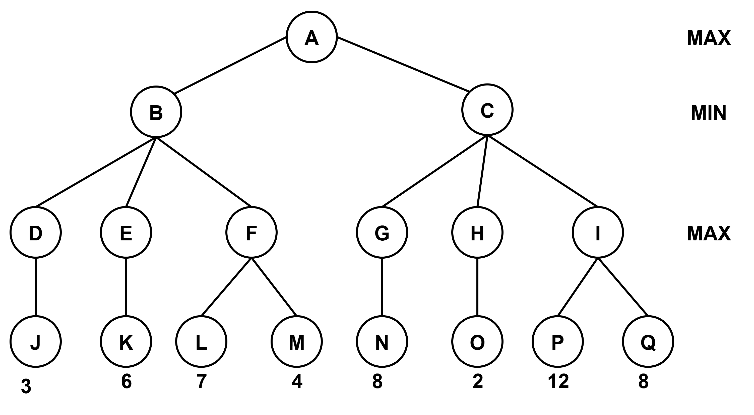 A MAX
B C MIN
D E F G H I MAX
J K L M N O P Q
3 6 7 4 8 2 12 8